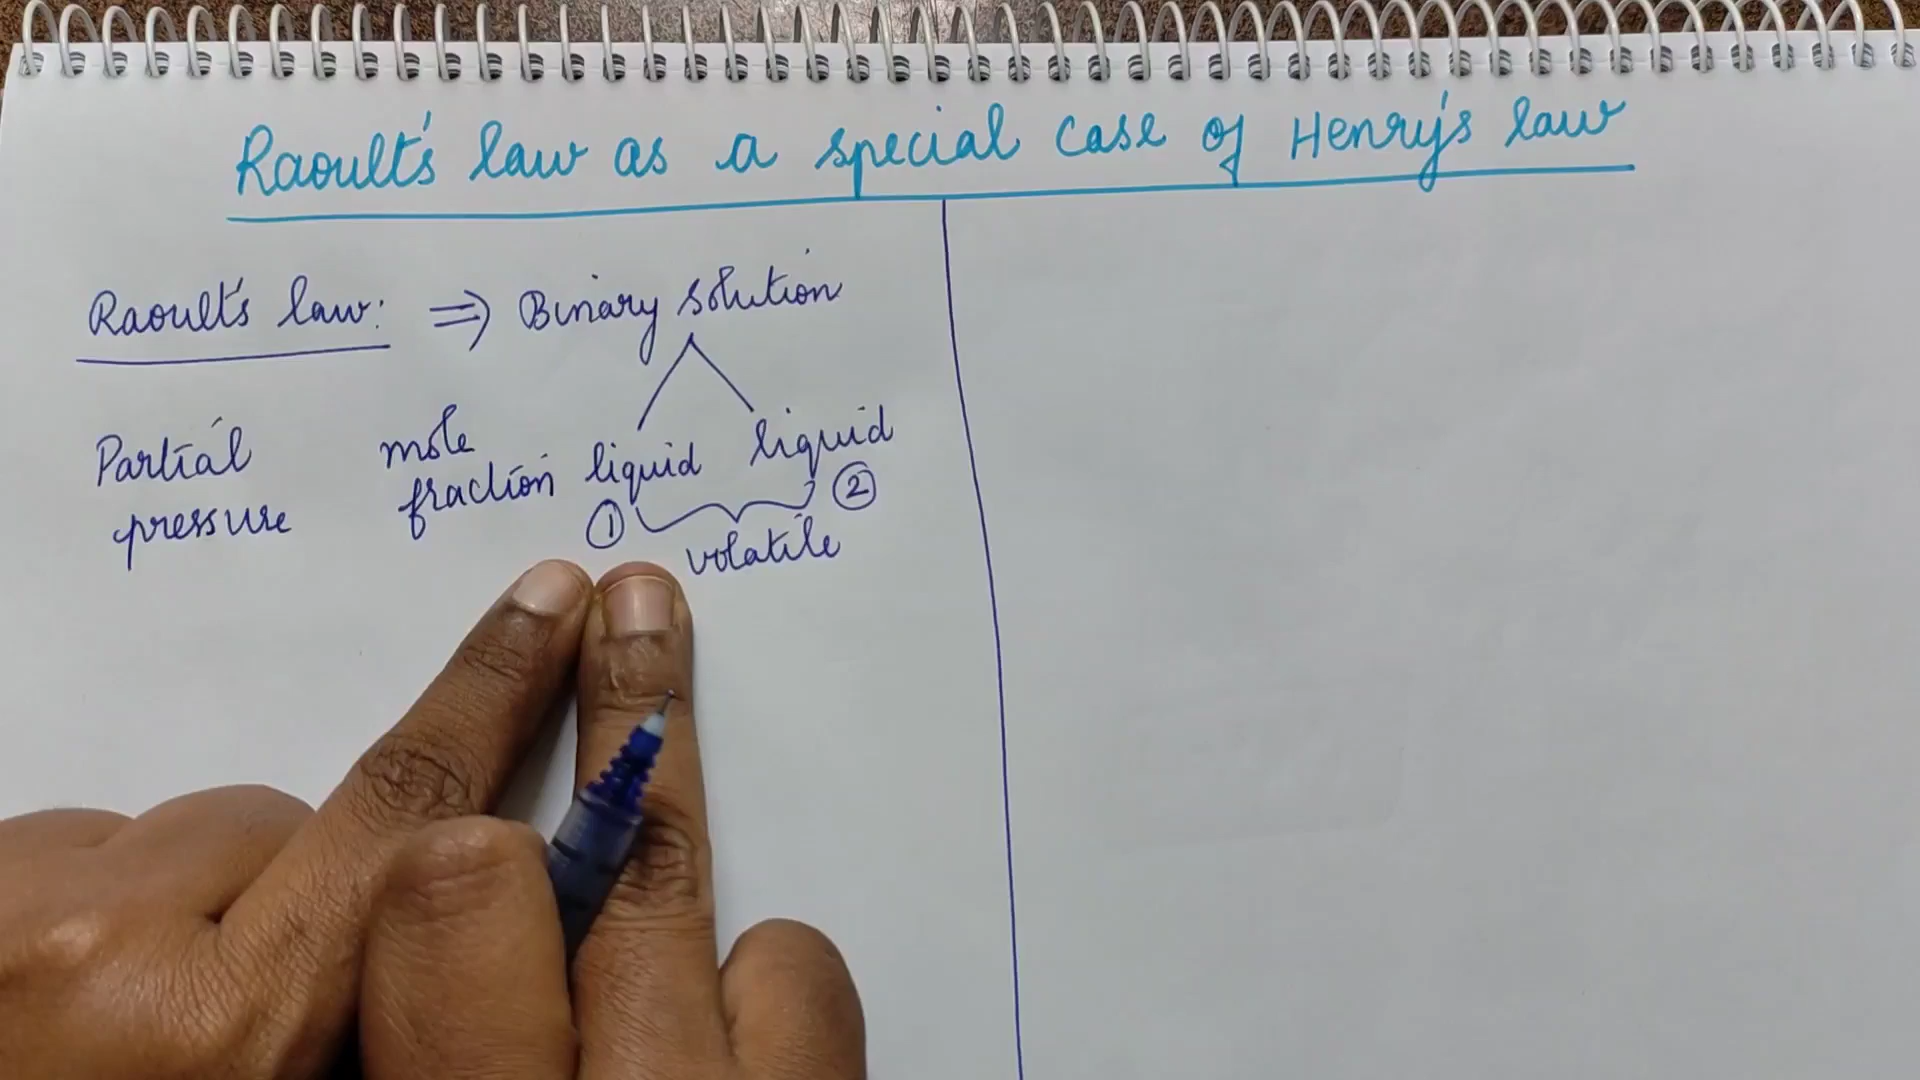 Raoult's law as a special case of Henry's law
Raoult's law: ⇒ Binary solution
Partial pressure
mole fraction
liquid ①
liquid ②
volatile